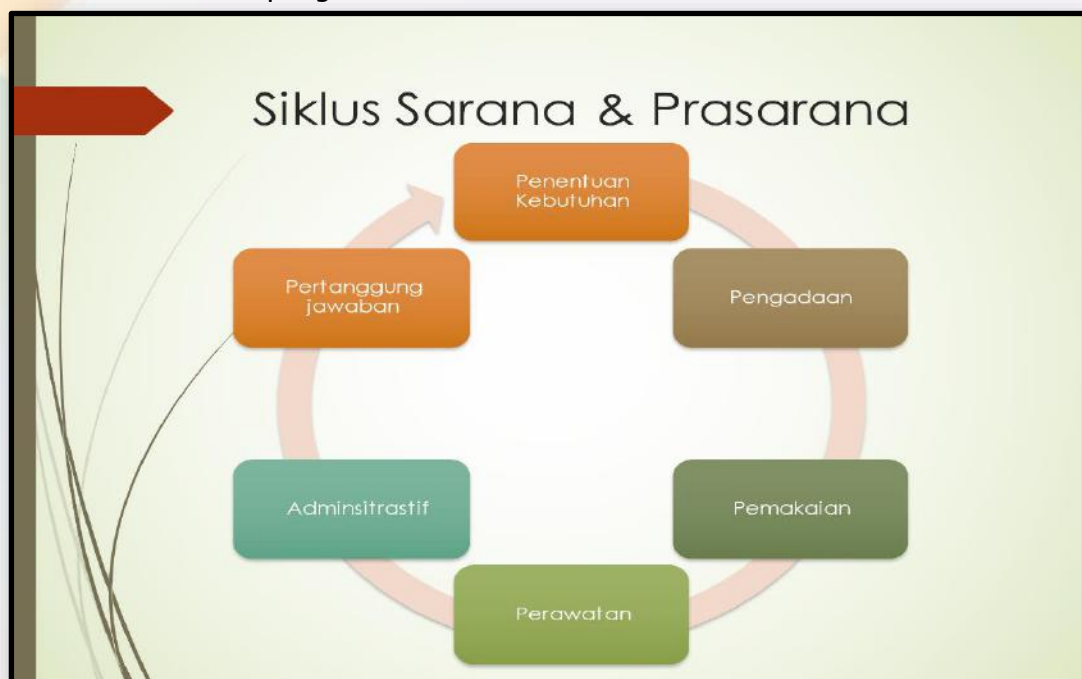 Siklus Sarana & Prasarana
Penentuan
Kebutuhan
Pengadaan
Pemakaian
Perawatan
Adminsitrastif
Pertanggung
jawaban